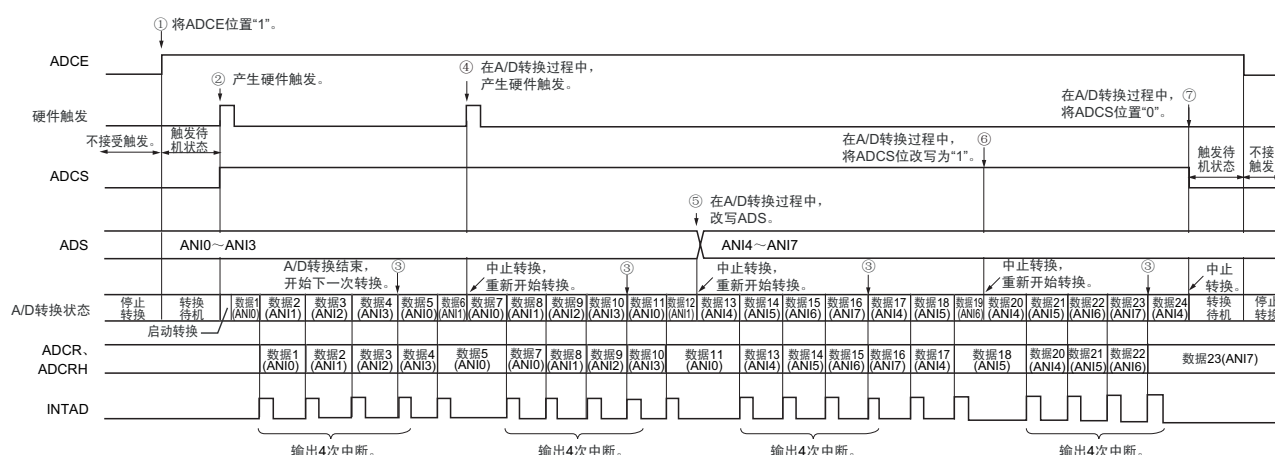 ① 将ADCE位置“1”。
ADCE
② 产生硬件触发。
④ 在A/D转换过程中，
产生硬件触发。
在A/D转换过程中， ⑦
将ADCS位置“0”。
硬件触发
不接受触发。
触发待
机状态
在A/D转换过程中， ⑥
将ADCS位改写为“1”。
触发待
机状态
不接
触发
ADCS
⑤ 在A/D转换过程中，
改写ADS。
ADS
ANI0～ANI3
ANI4～ANI7
A/D转换结束，
开始下一次转换。
③
中止转换，
重新开始转换。
③
中止转换，
重新开始转换。
③
中止转换，
重新开始转换。
③
中止
转换。
A/D转换状态
停止 转换 数据1 数据2 数据3 数据4 数据5 数据6 数据7 数据8 数据9 数据10 数据11 数据12 数据13 数据14 数据15 数据16 数据17 数据18 数据19 数据20 数据21 数据22 数据23 数据24 转换 停止
转换 待机 (ANI0) (ANI1) (ANI2) (ANI3) (ANI0) (ANI1) (ANI0) (ANI1) (ANI2) (ANI3) (ANI0) (ANI1) (ANI4) (ANI5) (ANI6) (ANI7) (ANI4) (ANI5) (ANI6) (ANI4) (ANI5) (ANI6) (ANI7) (ANI4) 待机 转换
启动转换
ADCR、
ADCRH
数据1 数据2 数据3 数据4 数据5 数据7 数据8 数据9 数据10 数据11 数据13 数据14 数据15 数据16 数据17 数据18 数据20 数据21 数据22 数据23(ANI7)
(ANI0) (ANI1) (ANI2) (ANI3) (ANI0) (ANI0) (ANI1) (ANI2) (ANI3) (ANI0) (ANI4) (ANI5) (ANI6) (ANI7) (ANI4) (ANI5) (ANI4) (ANI5) (ANI6)
INTAD
输出4次中断。 输出4次中断。 输出4次中断。 输出4次中断。